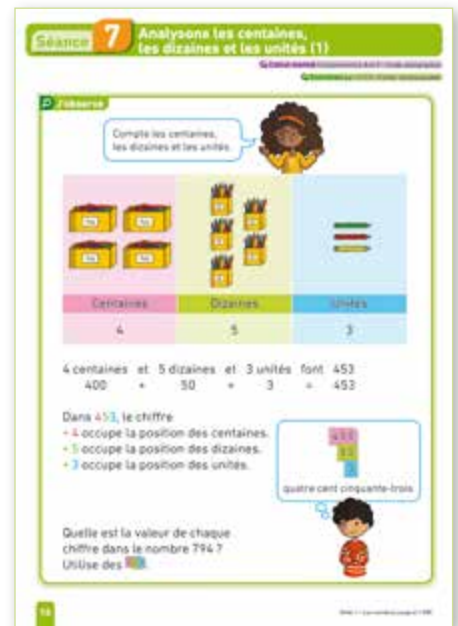 Séance 7
Analysons les centaines,
les dizaines et les unités (1)
J'observe
Compte les centaines,
les dizaines et les unités.
Centaines Dizaines Unités
4 5 3
4 centaines et 5 dizaines et 3 unités font 453
400 + 50 + 3 = 453
Dans 453, le chiffre
• 4 occupe la position des centaines.
• 5 occupe la position des dizaines.
• 3 occupe la position des unités.
quatre cent cinquante-trois
Quelle est la valeur de chaque
chiffre dans le nombre 794 ?
Utilise des